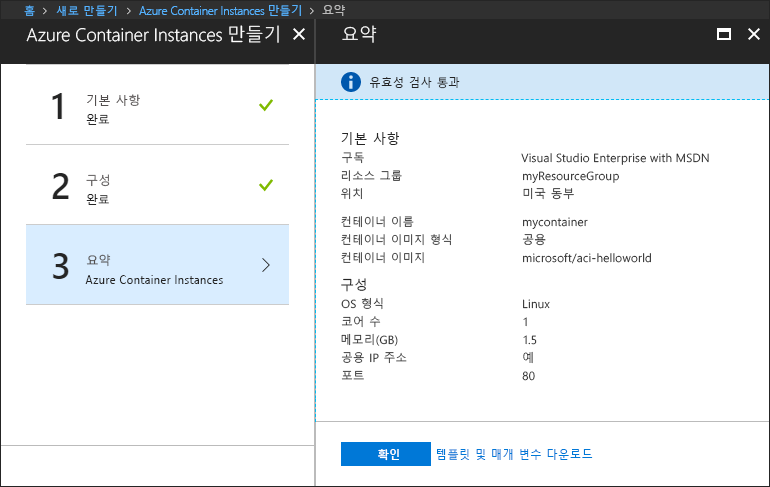 홈 > 새로 만들기 > Azure Container Instances 만들기 > 요약
Azure Container Instances 만들기
1
기본 사항
완료
2
구성
완료
3
요약
Azure Container Instances
요약
유효성 검사 통과
기본 사항
구독 Visual Studio Enterprise with MSDN
리소스 그룹 myResourceGroup
위치 미국 동부
컨테이너 이름 mycontainer
컨테이너 이미지 형식 공용
컨테이너 이미지 microsoft/aci-helloworld
구성
OS 형식 Linux
코어 수 1
메모리(GB) 1.5
공용 IP 주소 예
포트 80
확인 템플릿 및 매개 변수 다운로드